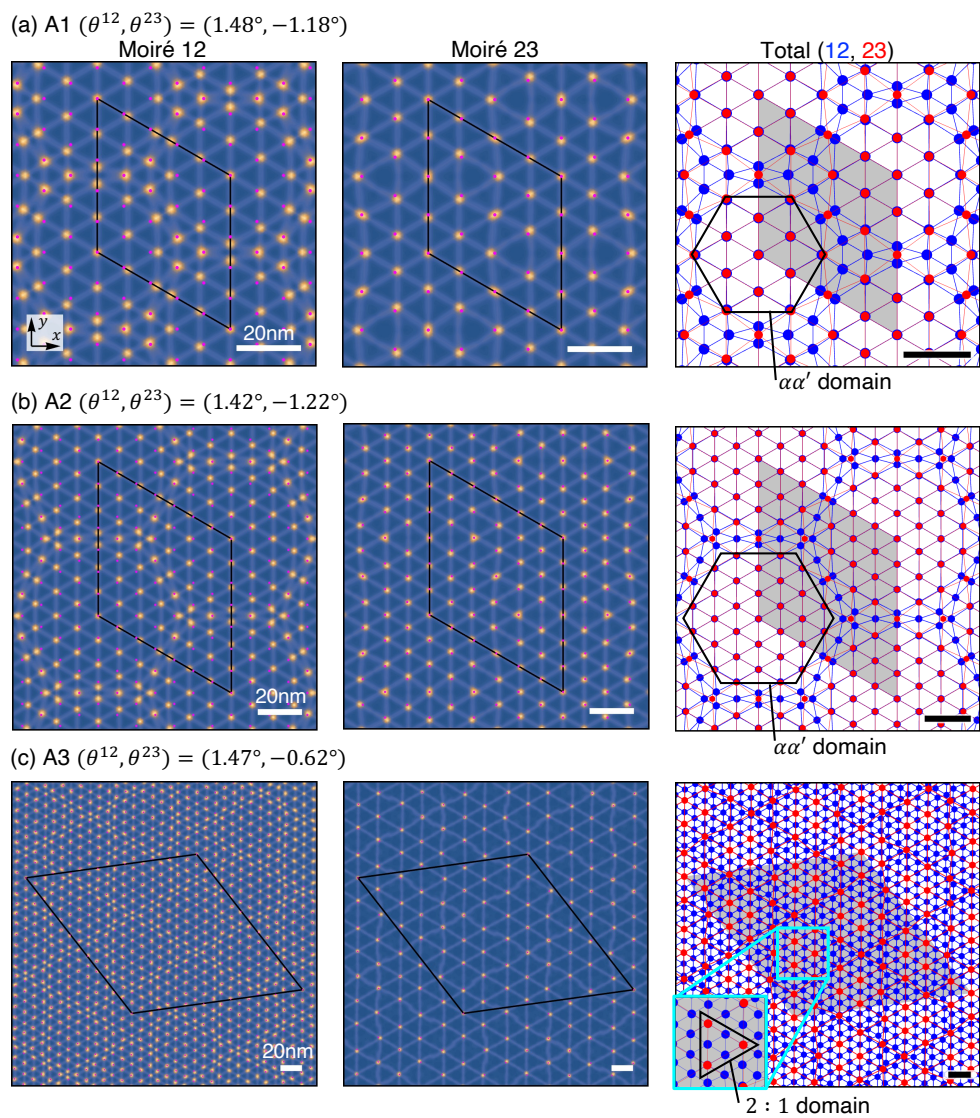 (a) A1 (θ¹²,θ²³) = (1.48°,−1.18°)
Moiré 12
Moiré 23
Total (12, 23)
y
x
20nm
αα′ domain
(b) A2 (θ¹²,θ²³) = (1.42°,−1.22°)
20nm
αα′ domain
(c) A3 (θ¹²,θ²³) = (1.47°,−0.62°)
20nm
2 : 1 domain